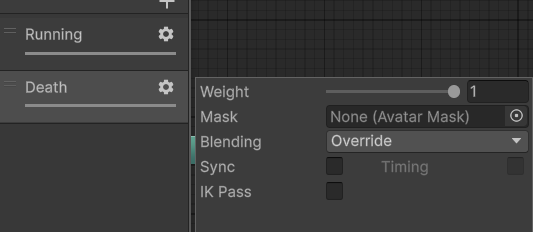 Running
Death
Weight 1
Mask None (Avatar Mask)
Blending Override
Sync Timing
IK Pass